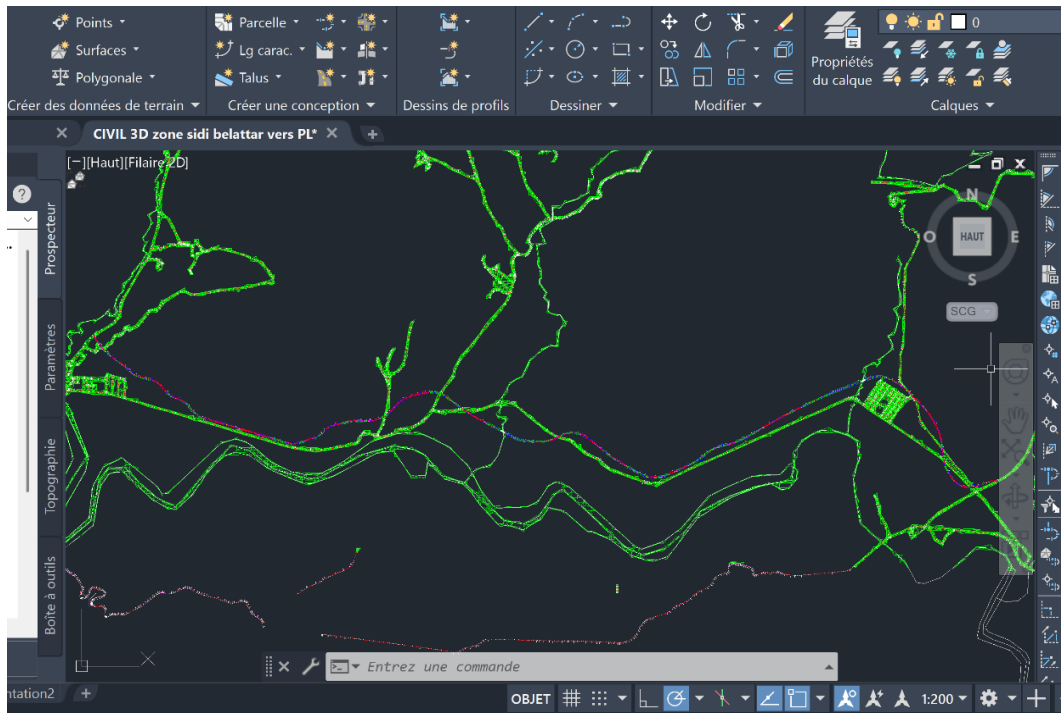 Points
Parcelle
0
Surfaces
Lg carac.
Propriétés
du calque
Polygonale
Talus
Créer des données de terrain
Créer une conception
Dessins de profils
Dessiner
Modifier
Calques
CIVIL 3D zone sidi belattar vers PL*
[−][Haut][Filaire 2D]
N
O
HAUT
E
S
SCG
Prospecteur
Paramètres
Topographie
Boîte à outils
Entrez une commande
ntation2
OBJET
1:200